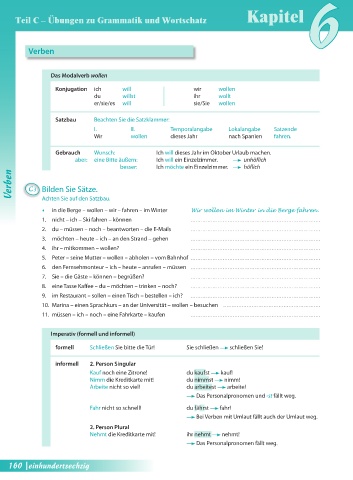 Teil C – Übungen zu Grammatik und Wortschatz
Kapitel 6
Verben
Das Modalverb wollen
Konjugation ich will wir wollen
du willst ihr wollt
er/sie/es will sie/Sie wollen
Satzbau Beachten Sie die Satzklammer.
I. II. Temporalangabe Lokalangabe Satzende
Wir wollen dieses Jahr nach Spanien fahren.
Gebrauch Wunsch: Ich will dieses Jahr im Oktober Urlaub machen.
aber: eine Bitte äußern: Ich will ein Einzelzimmer. → unhöflich
besser: Ich möchte ein Einzelzimmer. → höflich
Verben
Bilden Sie Sätze.
Achten Sie auf den Satzbau.
in die Berge – wollen – wir – fahren – im Winter Wir wollen im Winter in die Berge fahren.
1. nicht – ich – Ski fahren – können
2. du – müssen – noch – beantworten – die E-Mails
3. möchten – heute – ich – an den Strand – gehen
4. ihr – mitkommen – wollen?
5. Peter – seine Mutter – wollen – abholen – vom Bahnhof
6. den Fernsehmonteur – ich – heute – anrufen – müssen
7. Sie – die Gäste – können – begrüßen?
8. eine Tasse Kaffee – du – möchten – trinken – noch?
9. im Restaurant – sollen – einen Tisch – bestellen – ich?
10. Marina – einen Sprachkurs – an der Universität – wollen – besuchen
11. müssen – ich – noch – eine Fahrkarte – kaufen
Imperativ (formell und informell)
formell Schließen Sie bitte die Tür! Sie schließen → schließen Sie!
informell 2. Person Singular
Kauf noch eine Zitrone! du kaufst → kauf!
Nimm die Kreditkarte mit! du nimmst → nimm!
Arbeite nicht so viel! du arbeitest → arbeite!
→ Das Personalpronomen und -st fällt weg.
Fahr nicht so schnell! du fährst → fahr!
→ Bei Verben mit Umlaut fällt auch der Umlaut weg.
2. Person Plural
Nehmt die Kreditkarte mit! ihr nehmt → nehmt!
→ Das Personalpronomen fällt weg.
160 | einhundertsechzig